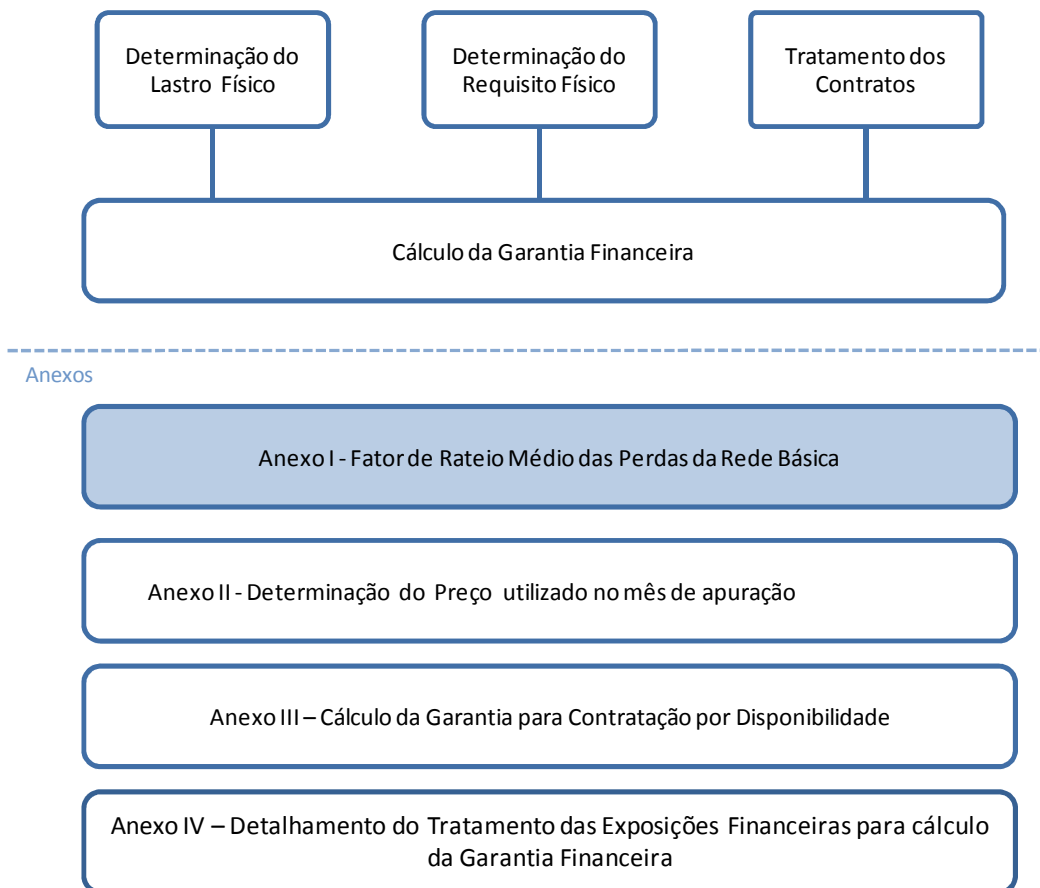 Determinação do
Lastro Físico
Determinação do
Requisito Físico
Tratamento dos
Contratos
Cálculo da Garantia Financeira
Anexos
Anexo I - Fator de Rateio Médio das Perdas da Rede Básica
Anexo II - Determinação do Preço utilizado no mês de apuração
Anexo III – Cálculo da Garantia para Contratação por Disponibilidade
Anexo IV – Detalhamento do Tratamento das Exposições Financeiras para cálculo
da Garantia Financeira